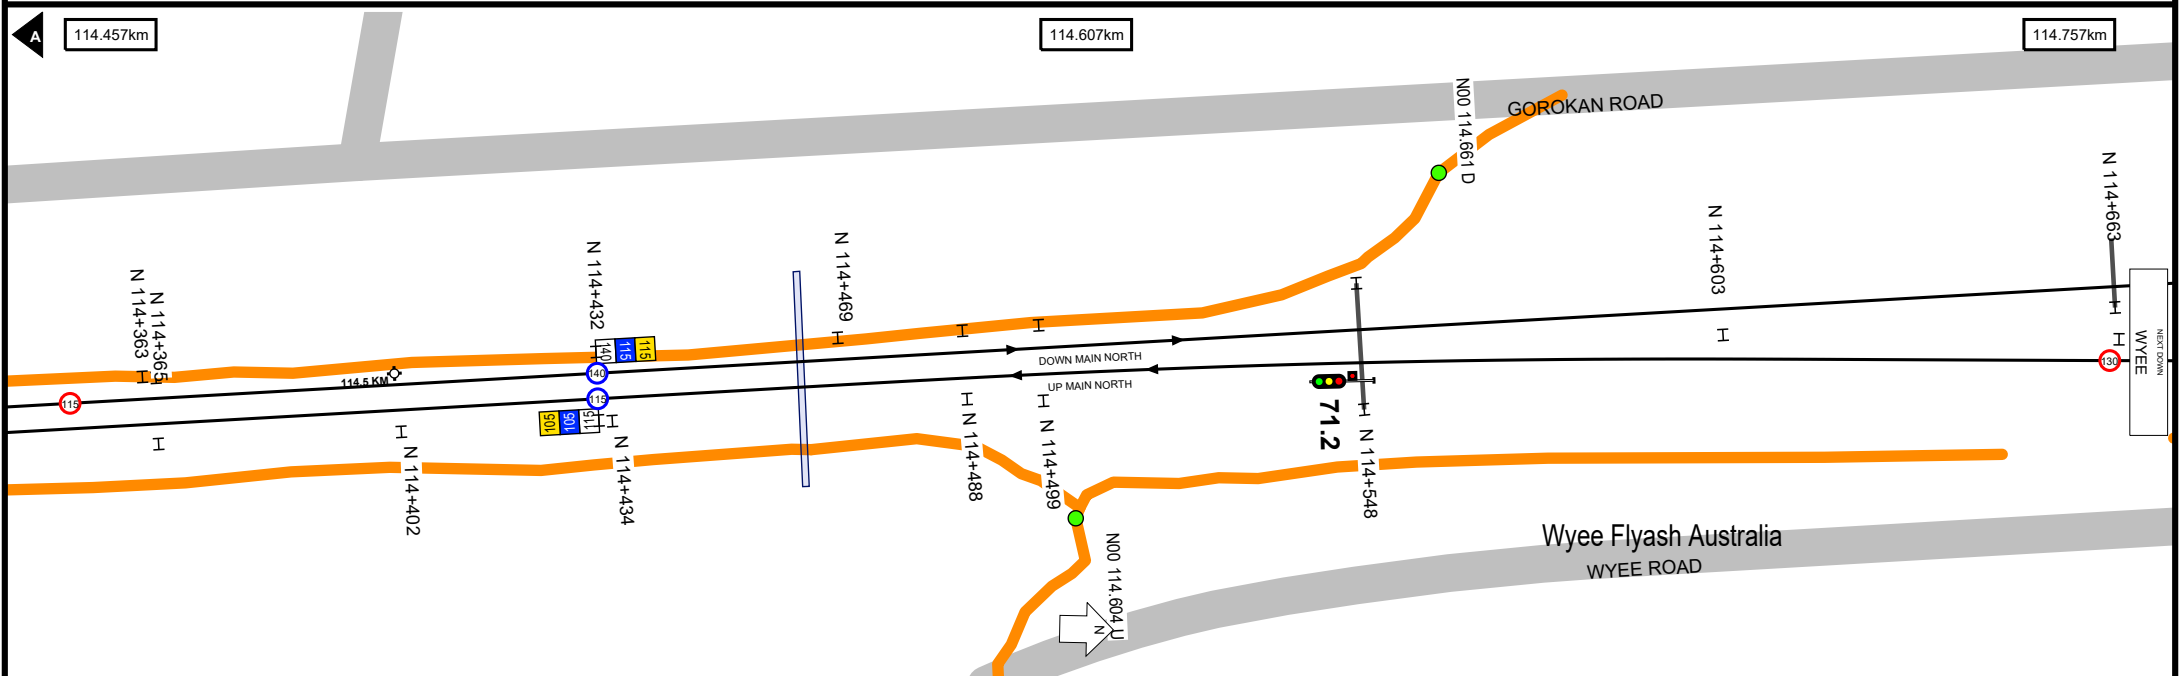 A
114.457km
114.607km
114.757km
GOROKAN ROAD
N00 114.661 D
N 114+663
N 114+603
N 114+469
N 114+432
N 114+363
N 114+365
140
115
115
114.5 KM
115
140
115
DOWN MAIN NORTH
UP MAIN NORTH
130
WYEE
NEXT DOWN
105
105
115
71.2
N 114+402
N 114+434
N 114+488
N 114+499
N 114+548
N00 114.604 U
Wyee Flyash Australia
WYEE ROAD
N